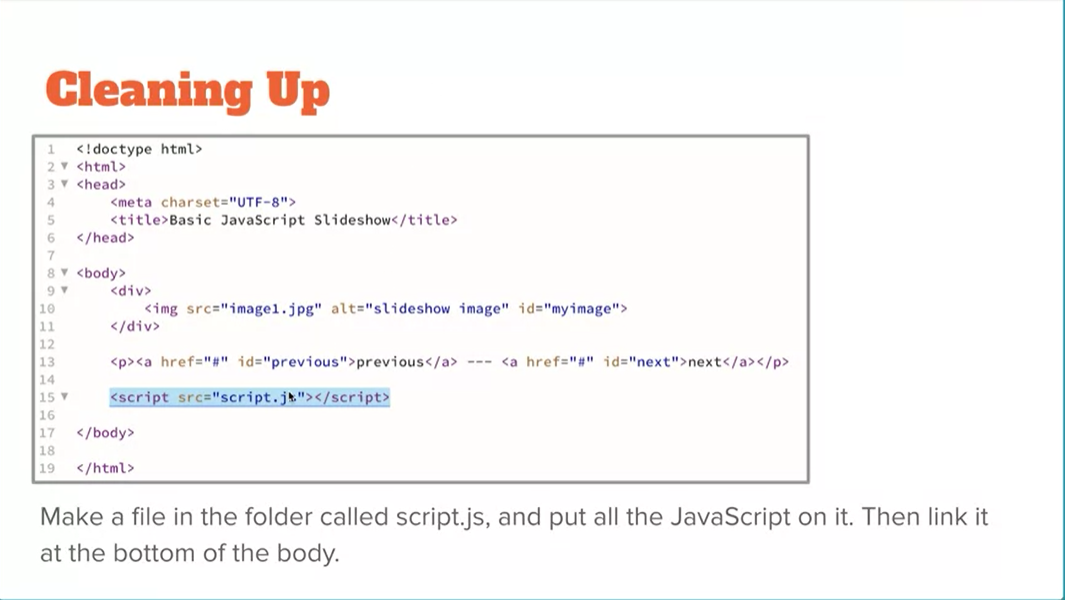 Cleaning Up
1 <!doctype html>
2 <html>
3 <head>
4 <meta charset="UTF-8">
5 <title>Basic JavaScript Slideshow</title>
6 </head>
7
8 <body>
9 <div>
10 <img src="image1.jpg" alt="slideshow image" id="myimage">
11 </div>
12
13 <p><a href="#" id="previous">previous</a> --- <a href="#" id="next">next</a></p>
14
15 <script src="script.js"></script>
16
17 </body>
18
19 </html>
Make a file in the folder called script.js, and put all the JavaScript on it. Then link it
at the bottom of the body.